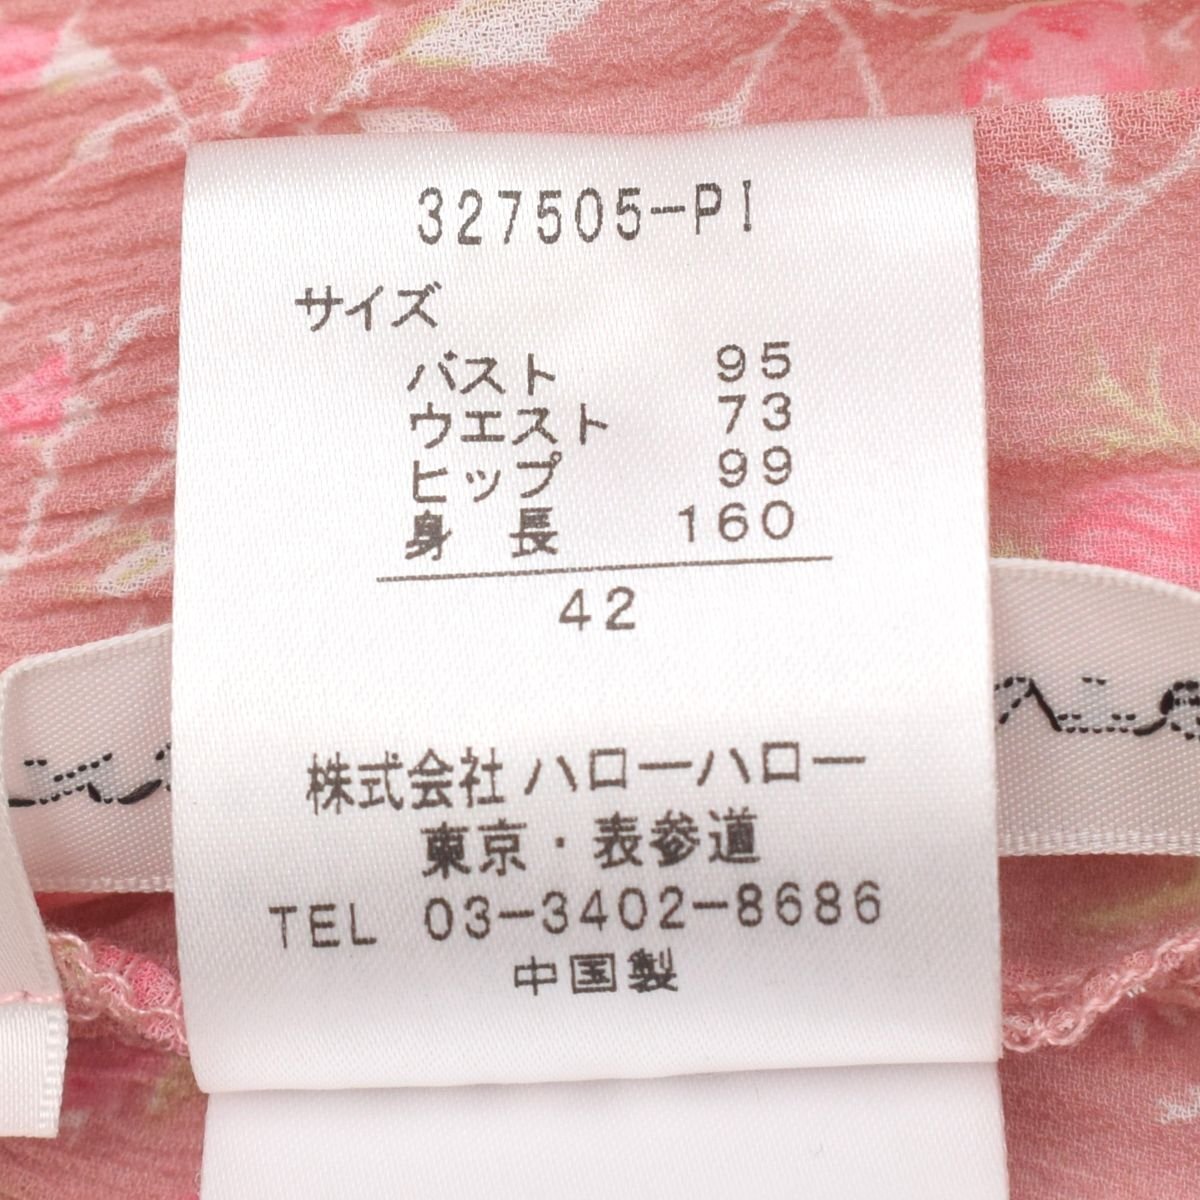 327505-PI
サイズ
バスト 95
ウエスト 73
ヒップ 99
身 長 160
42
株式会社 ハローハロー
東京・表参道
TEL 03-3402-8686
中国製